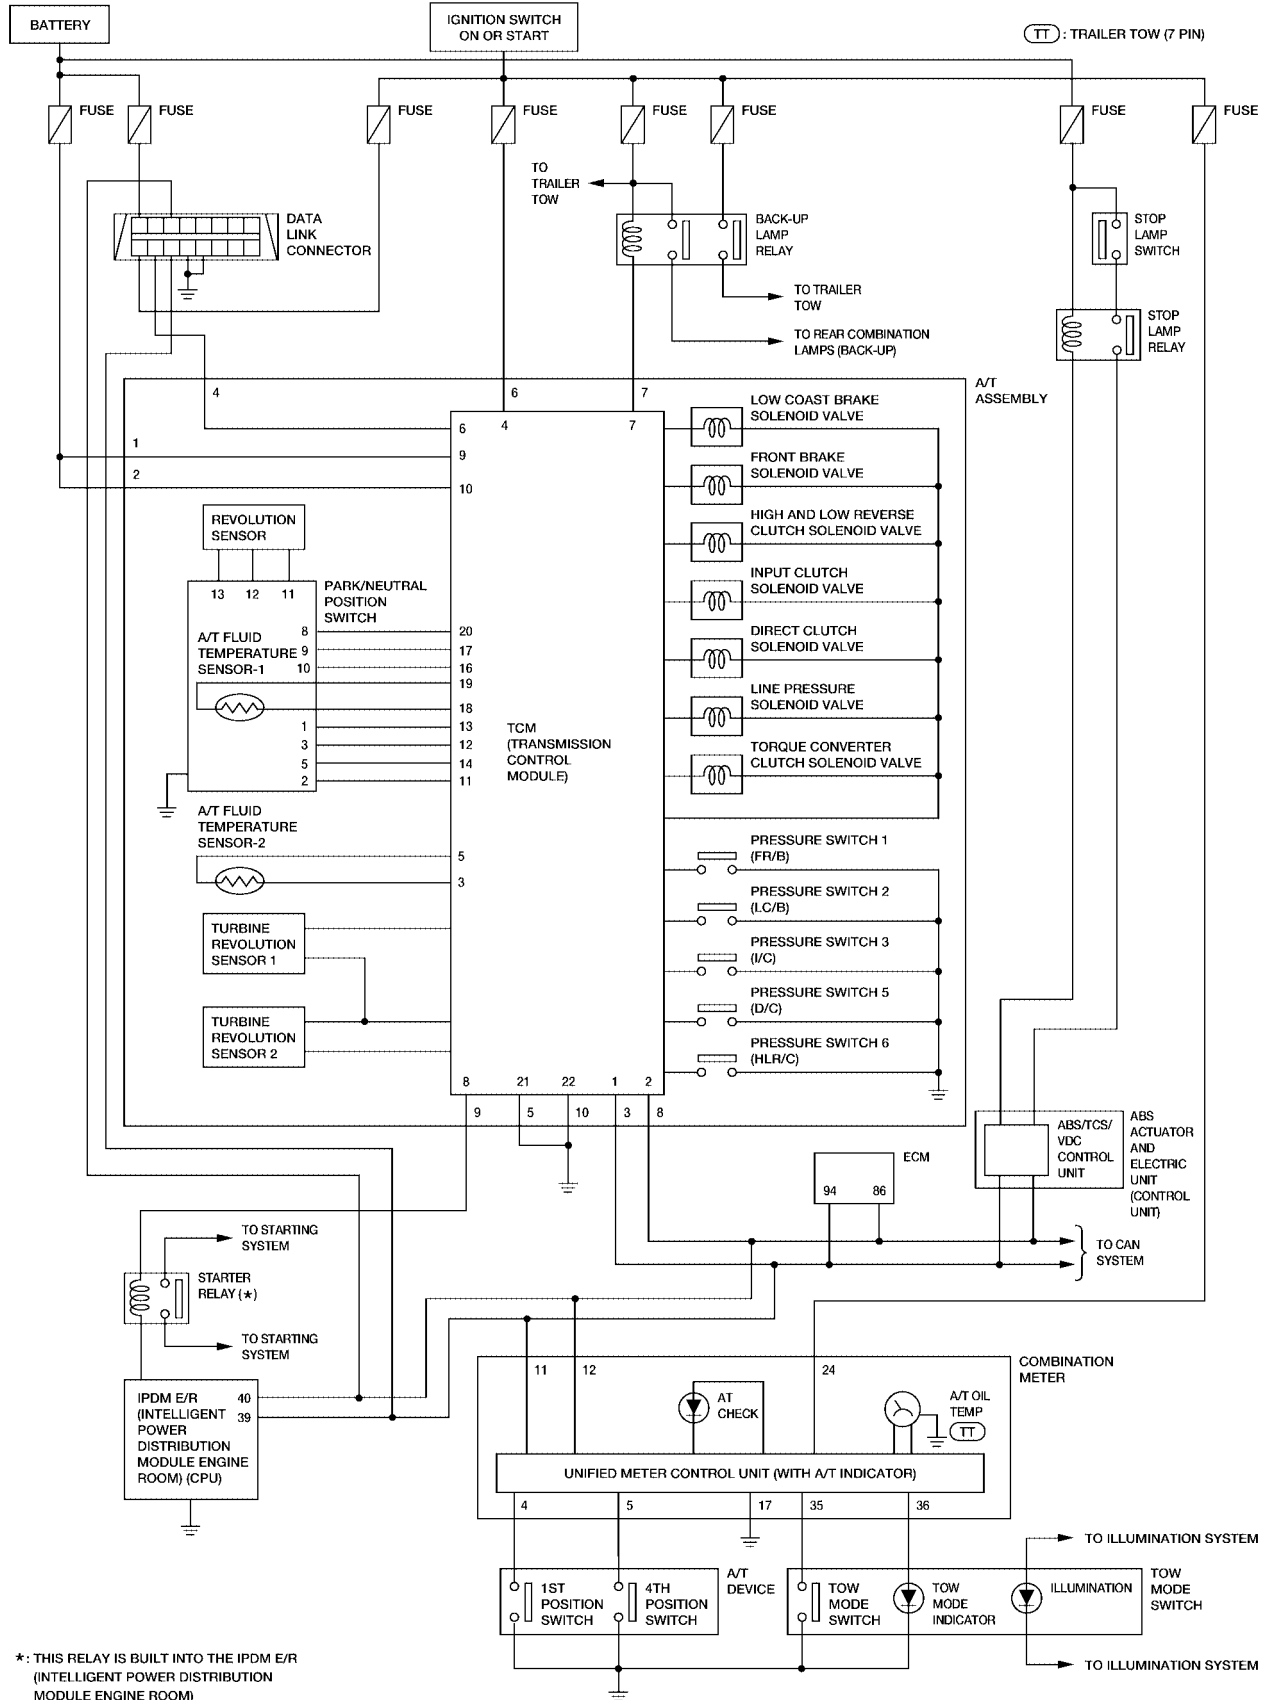 BATTERY
IGNITION SWITCH
ON OR START
TT : TRAILER TOW (7 PIN)
FUSE
FUSE
FUSE
FUSE
FUSE
FUSE
FUSE
FUSE
TO
TRAILER
TOW
DATA
LINK
CONNECTOR
BACK-UP
LAMP
RELAY
STOP
LAMP
SWITCH
TO TRAILER
TOW
TO REAR COMBINATION
LAMPS (BACK-UP)
STOP
LAMP
RELAY
A/T
ASSEMBLY
4
6
7
1
2
6
4
7
9
10
LOW COAST BRAKE
SOLENOID VALVE
FRONT BRAKE
SOLENOID VALVE
HIGH AND LOW REVERSE
CLUTCH SOLENOID VALVE
INPUT CLUTCH
SOLENOID VALVE
DIRECT CLUTCH
SOLENOID VALVE
LINE PRESSURE
SOLENOID VALVE
TORQUE CONVERTER
CLUTCH SOLENOID VALVE
REVOLUTION
SENSOR
13 12 11
PARK/NEUTRAL
POSITION
SWITCH
A/T FLUID
TEMPERATURE
SENSOR-1
8
9
10
1
3
5
2
20
17
16
19
18
13
12
14
11
TCM
(TRANSMISSION
CONTROL
MODULE)
A/T FLUID
TEMPERATURE
SENSOR-2
5
3
TURBINE
REVOLUTION
SENSOR 1
TURBINE
REVOLUTION
SENSOR 2
PRESSURE SWITCH 1
(FR/B)
PRESSURE SWITCH 2
(LC/B)
PRESSURE SWITCH 3
(I/C)
PRESSURE SWITCH 5
(D/C)
PRESSURE SWITCH 6
(HLR/C)
8 21 22 1 2
9 5 10 3 8
ABS/TCS/
VDC
CONTROL
UNIT
ABS
ACTUATOR
AND
ELECTRIC
UNIT
(CONTROL
UNIT)
ECM
94 86
TO CAN
SYSTEM
TO STARTING
SYSTEM
STARTER
RELAY (*)
TO STARTING
SYSTEM
IPDM E/R
(INTELLIGENT
POWER
DISTRIBUTION
MODULE ENGINE
ROOM) (CPU)
40
39
COMBINATION
METER
11 12 24
AT
CHECK
A/T OIL
TEMP
TT
UNIFIED METER CONTROL UNIT (WITH A/T INDICATOR)
4 5 17 35 36
TO ILLUMINATION SYSTEM
1ST
POSITION
SWITCH
4TH
POSITION
SWITCH
A/T
DEVICE
TOW
MODE
SWITCH
TOW
MODE
INDICATOR
ILLUMINATION
TOW
MODE
SWITCH
TO ILLUMINATION SYSTEM
*: THIS RELAY IS BUILT INTO THE IPDM E/R
(INTELLIGENT POWER DISTRIBUTION
MODULE ENGINE ROOM)